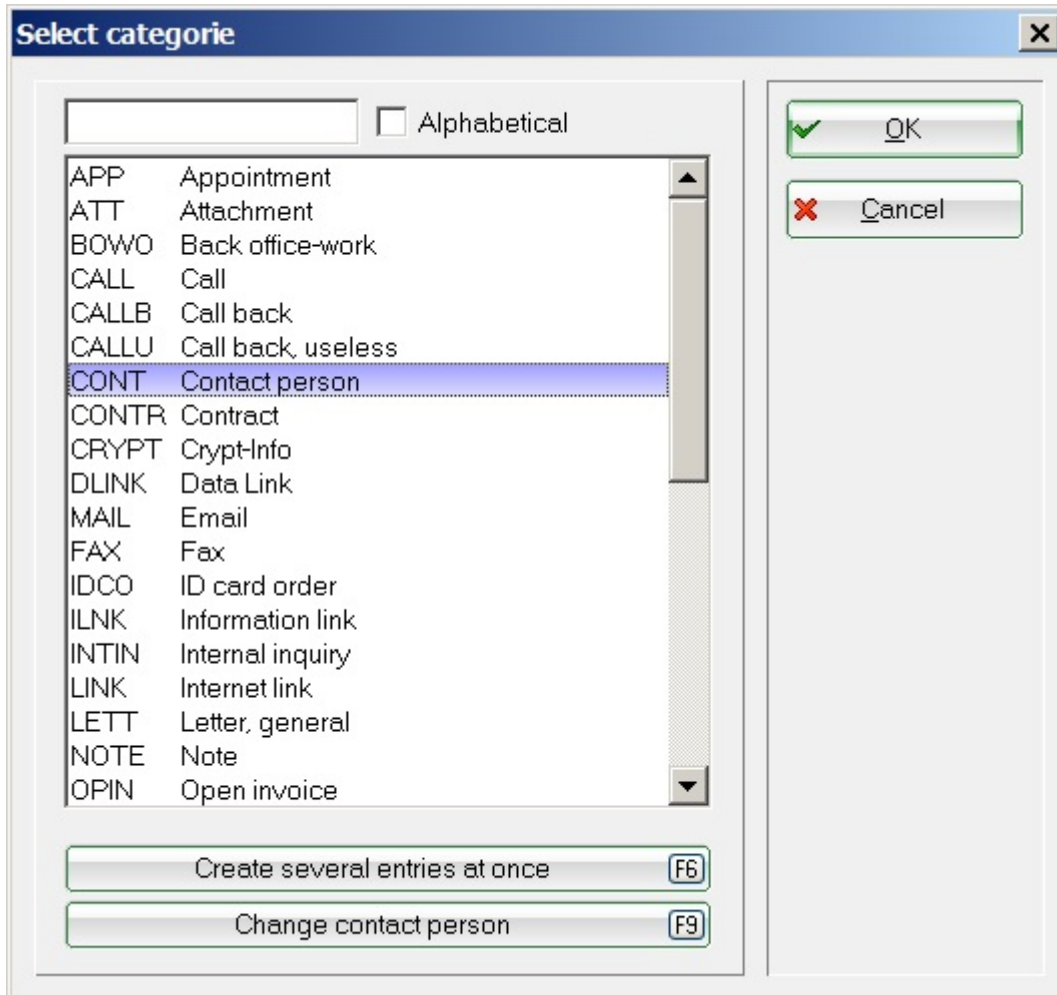 Select categorie
Alphabetical
OK
Cancel
APP Appointment
ATT Attachment
BOWO Back office-work
CALL Call
CALLB Call back
CALLU Call back, useless
CONT Contact person
CONTR Contract
CRYPT Crypt-Info
DLINK Data Link
MAIL Email
FAX Fax
IDCO ID card order
ILNK Information link
INTIN Internal inquiry
LINK Internet link
LETT Letter, general
NOTE Note
OPIN Open invoice
Create several entries at once F6
Change contact person F9